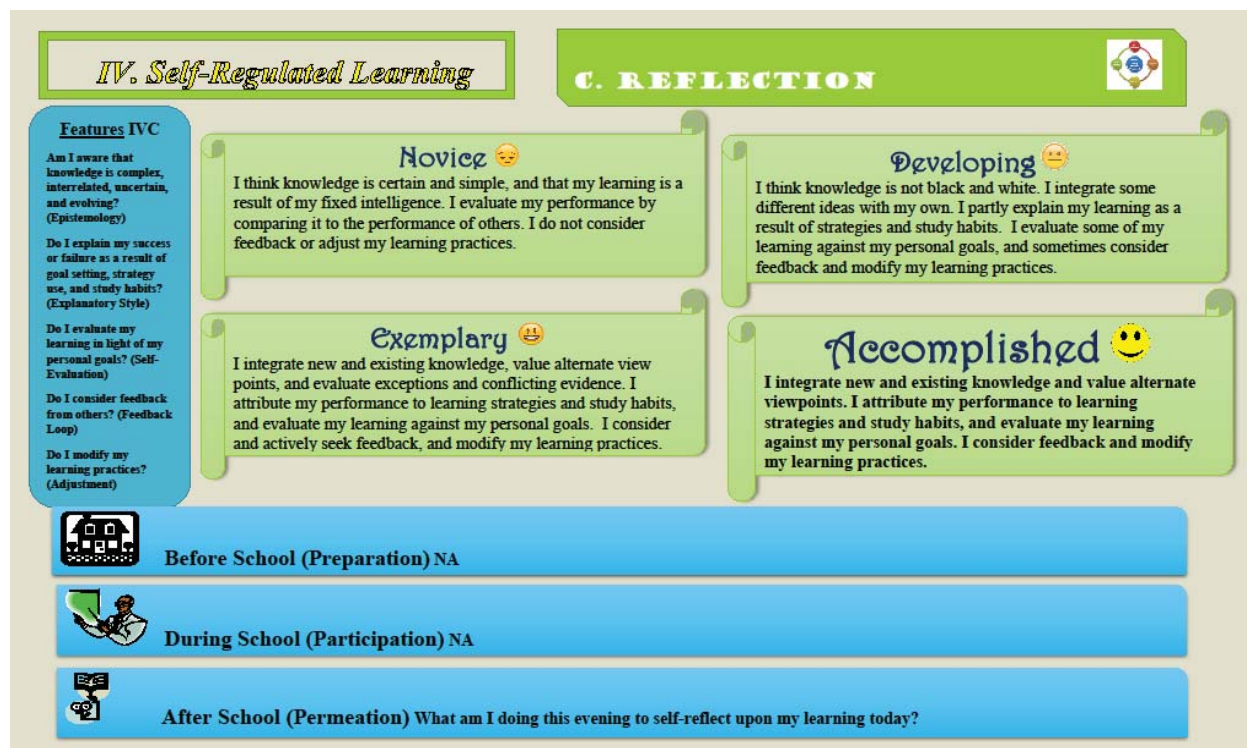 IV. Self-Regulated Learning
C. REFLECTION
Features IVC
Am I aware that
knowledge is complex,
interrelated, uncertain,
and evolving?
(Epistemology)
Do I explain my success
or failure as a result of
goal setting, strategy
use, and study habits?
(Explanatory Style)
Do I evaluate my
learning in light of my
personal goals? (Self-
Evaluation)
Do I consider feedback
from others? (Feedback
Loop)
Do I modify my
learning practices?
(Adjustment)
Novice
I think knowledge is certain and simple, and that my learning is a
result of my fixed intelligence. I evaluate my performance by
comparing it to the performance of others. I do not consider
feedback or adjust my learning practices.
Developing
I think knowledge is not black and white. I integrate some
different ideas with my own. I partly explain my learning as a
result of strategies and study habits. I evaluate some of my
learning against my personal goals, and sometimes consider
feedback and modify my learning practices.
Exemplary
I integrate new and existing knowledge, value alternate view
points, and evaluate exceptions and conflicting evidence. I
attribute my performance to learning strategies and study habits,
and evaluate my learning against my personal goals. I consider
and actively seek feedback, and modify my learning practices.
Accomplished
I integrate new and existing knowledge and value alternate
viewpoints. I attribute my performance to learning
strategies and study habits, and evaluate my learning
against my personal goals. I consider feedback and modify
my learning practices.
Before School (Preparation) NA
During School (Participation) NA
After School (Permeation) What am I doing this evening to self-reflect upon my learning today?